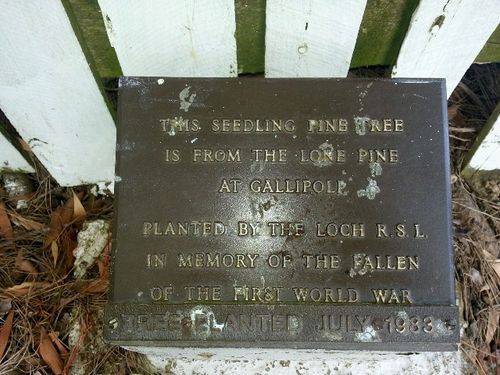 THIS SEEDLING PINE TREE
IS FROM THE LONE PINE
AT GALLIPOLI
PLANTED BY THE LOCH R.S.L.
IN MEMORY OF THE FALLEN
OF THE FIRST WORLD WAR
TREE PLANTED JULY 1933